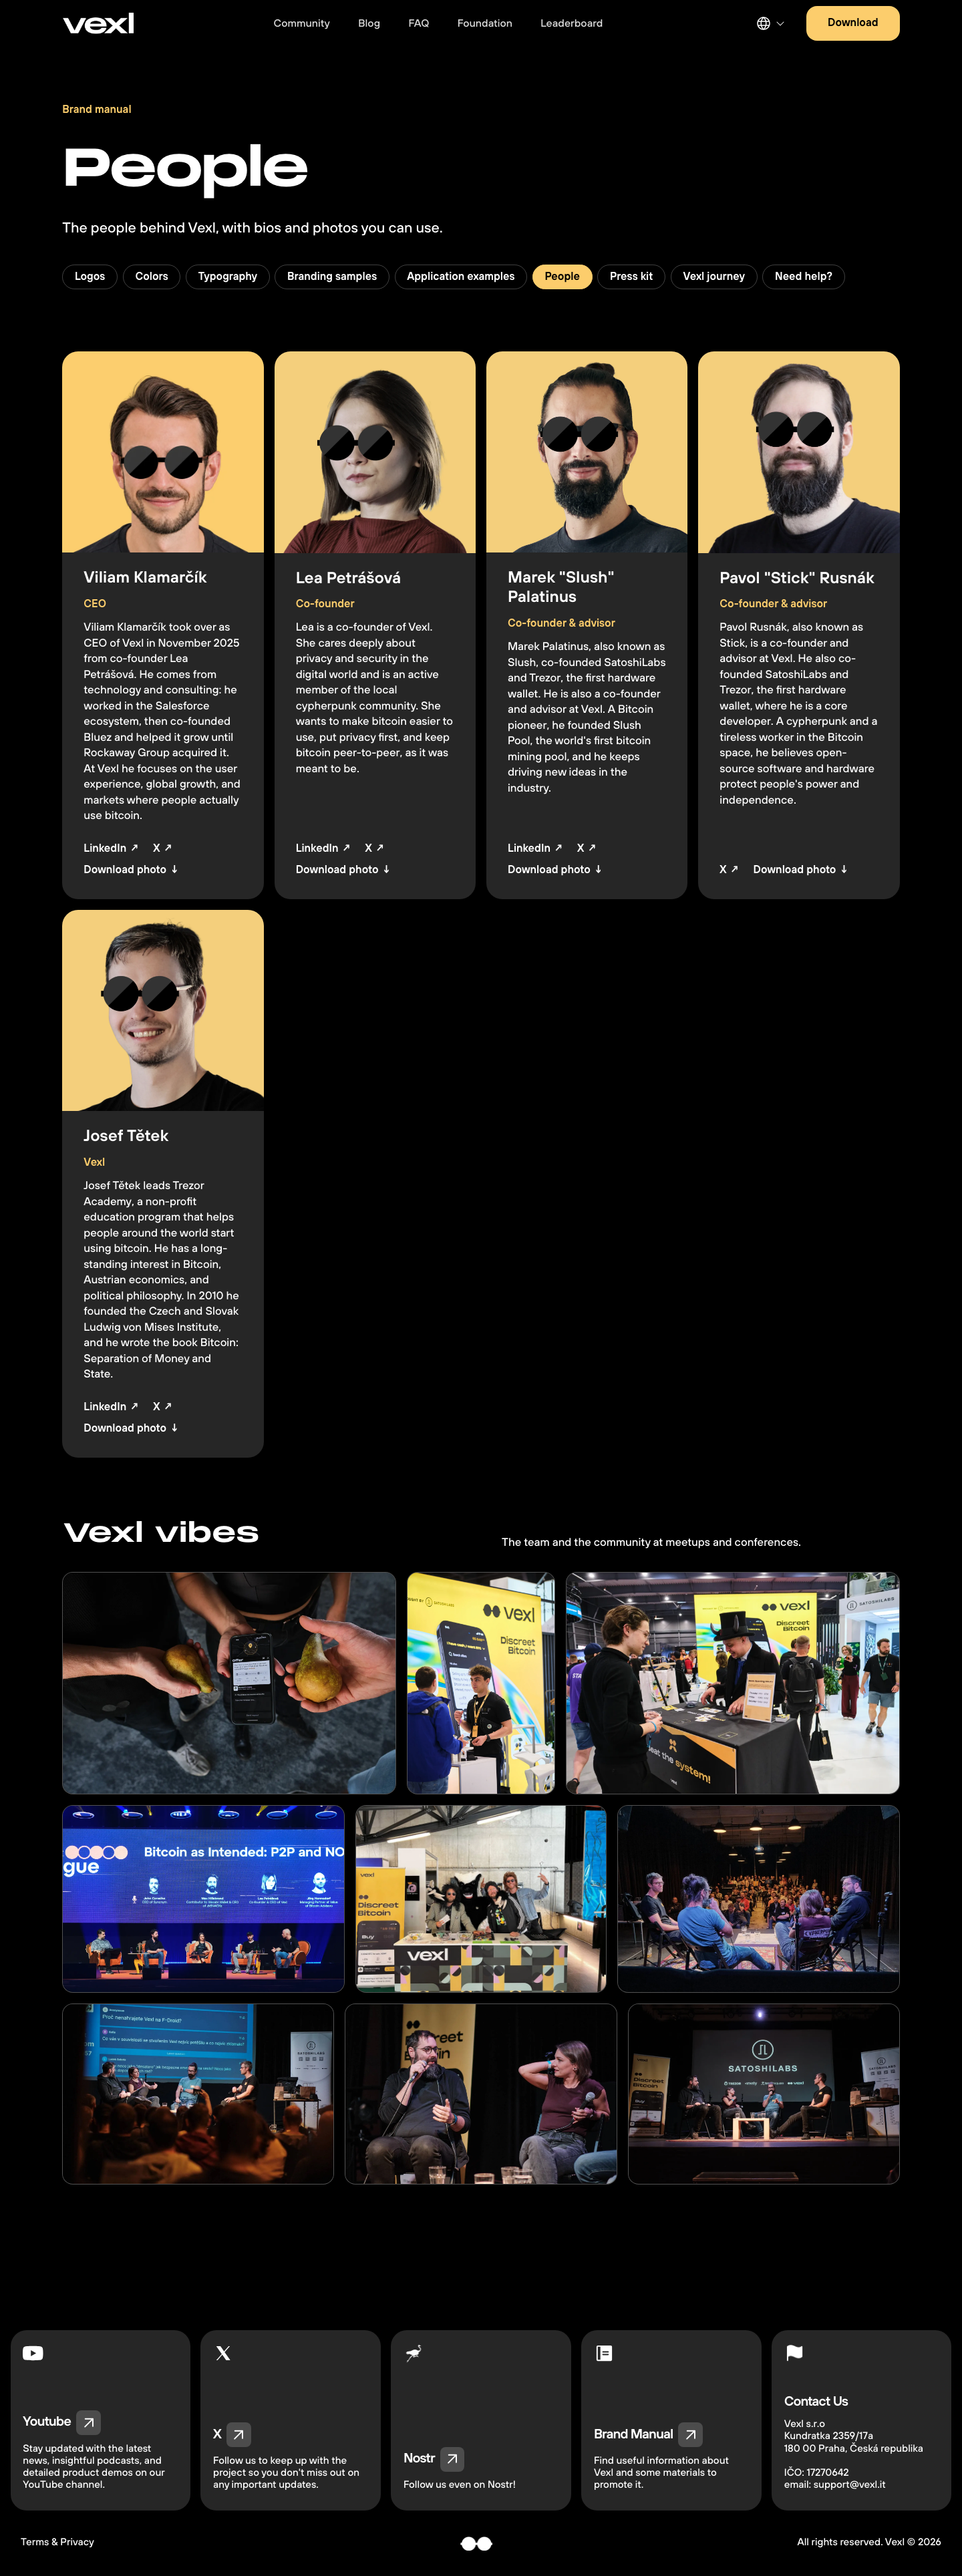 vexl
Community Blog FAQ Foundation Leaderboard
Download
Brand manual
People
The people behind Vexl, with bios and photos you can use.
Logos Colors Typography Branding samples Application examples People Press kit Vexl journey Need help?
Viliam Klamarčík
CEO
Viliam Klamarčík took over as
CEO of Vexl in November 2025
from co-founder Lea
Petrášová. He comes from
technology and consulting: he
worked in the Salesforce
ecosystem, then co-founded
Bluez and helped it grow until
Rockaway Group acquired it.
At Vexl he focuses on the user
experience, global growth, and
markets where people actually
use bitcoin.
LinkedIn ↗ X ↗
Download photo ↓
Lea Petrášová
Co-founder
Lea is a co-founder of Vexl.
She cares deeply about
privacy and security in the
digital world and is an active
member of the local
cypherpunk community. She
wants to make bitcoin easier to
use, put privacy first, and keep
bitcoin peer-to-peer, as it was
meant to be.
LinkedIn ↗ X ↗
Download photo ↓
Marek "Slush"
Palatinus
Co-founder & advisor
Marek Palatinus, also known as
Slush, co-founded SatoshiLabs
and Trezor, the first hardware
wallet. He is also a co-founder
and advisor at Vexl. A Bitcoin
pioneer, he founded Slush
Pool, the world's first bitcoin
mining pool, and he keeps
driving new ideas in the
industry.
LinkedIn ↗ X ↗
Download photo ↓
Pavol "Stick" Rusnák
Co-founder & advisor
Pavol Rusnák, also known as
Stick, is a co-founder and
advisor at Vexl. He also co-
founded SatoshiLabs and
Trezor, the first hardware
wallet, where he is a core
developer. A cypherpunk and a
tireless worker in the Bitcoin
space, he believes open-
source software and hardware
protect people's power and
independence.
X ↗ Download photo ↓
Josef Tětek
Vexl
Josef Tětek leads Trezor
Academy, a non-profit
education program that helps
people around the world start
using bitcoin. He has a long-
standing interest in Bitcoin,
Austrian economics, and
political philosophy. In 2010 he
founded the Czech and Slovak
Ludwig von Mises Institute,
and he wrote the book Bitcoin:
Separation of Money and
State.
LinkedIn ↗ X ↗
Download photo ↓
Vexl vibes
The team and the community at meetups and conferences.
SATOSHILABS
vexl
Discreet
Bitcoin
vexl
Discreet
Bitcoin
SATOSHILABS
eat the system!
gue
Bitcoin as Intended: P2P and NO
vexl
Discreet
Bitcoin
Buy
vexl
SATOSHILABS
Discreet
Bitcoin
SATOSHILABS
Youtube
Stay updated with the latest
news, insightful podcasts, and
detailed product demos on our
YouTube channel.
X
Follow us to keep up with the
project so you don't miss out on
any important updates.
Nostr
Follow us even on Nostr!
Brand Manual
Find useful information about
Vexl and some materials to
promote it.
Contact Us
Vexl s.r.o
Kundratka 2359/17a
180 00 Praha, Česká republika
IČO: 17270642
email: support@vexl.it
Terms & Privacy
All rights reserved. Vexl © 2026